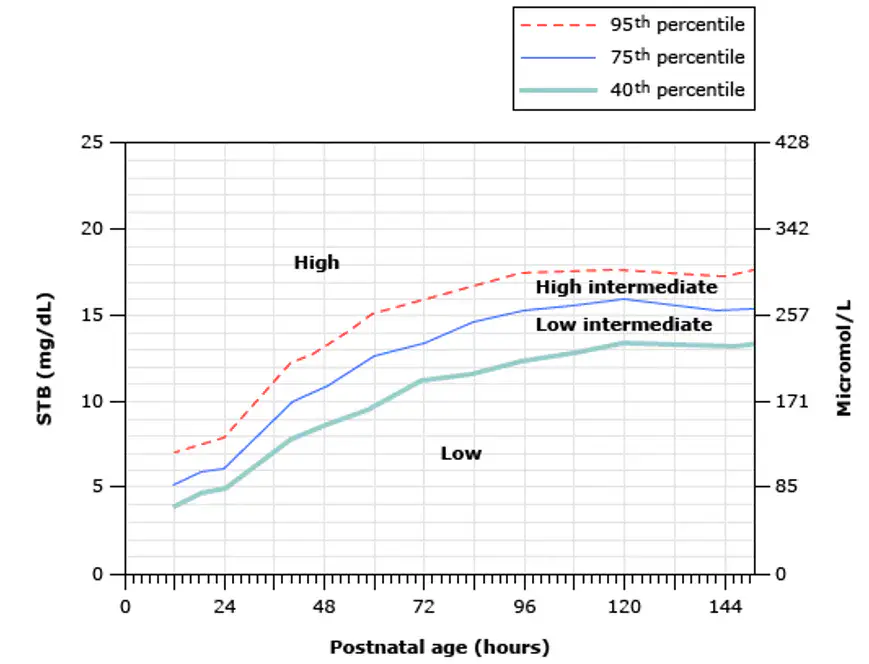 95th percentile
75th percentile
40th percentile
25
428
20
342
High
High intermediate
15
257
Low intermediate
STB (mg/dL)
Micromol/L
10
171
Low
5
85
0
0
0 24 48 72 96 120 144
Postnatal age (hours)